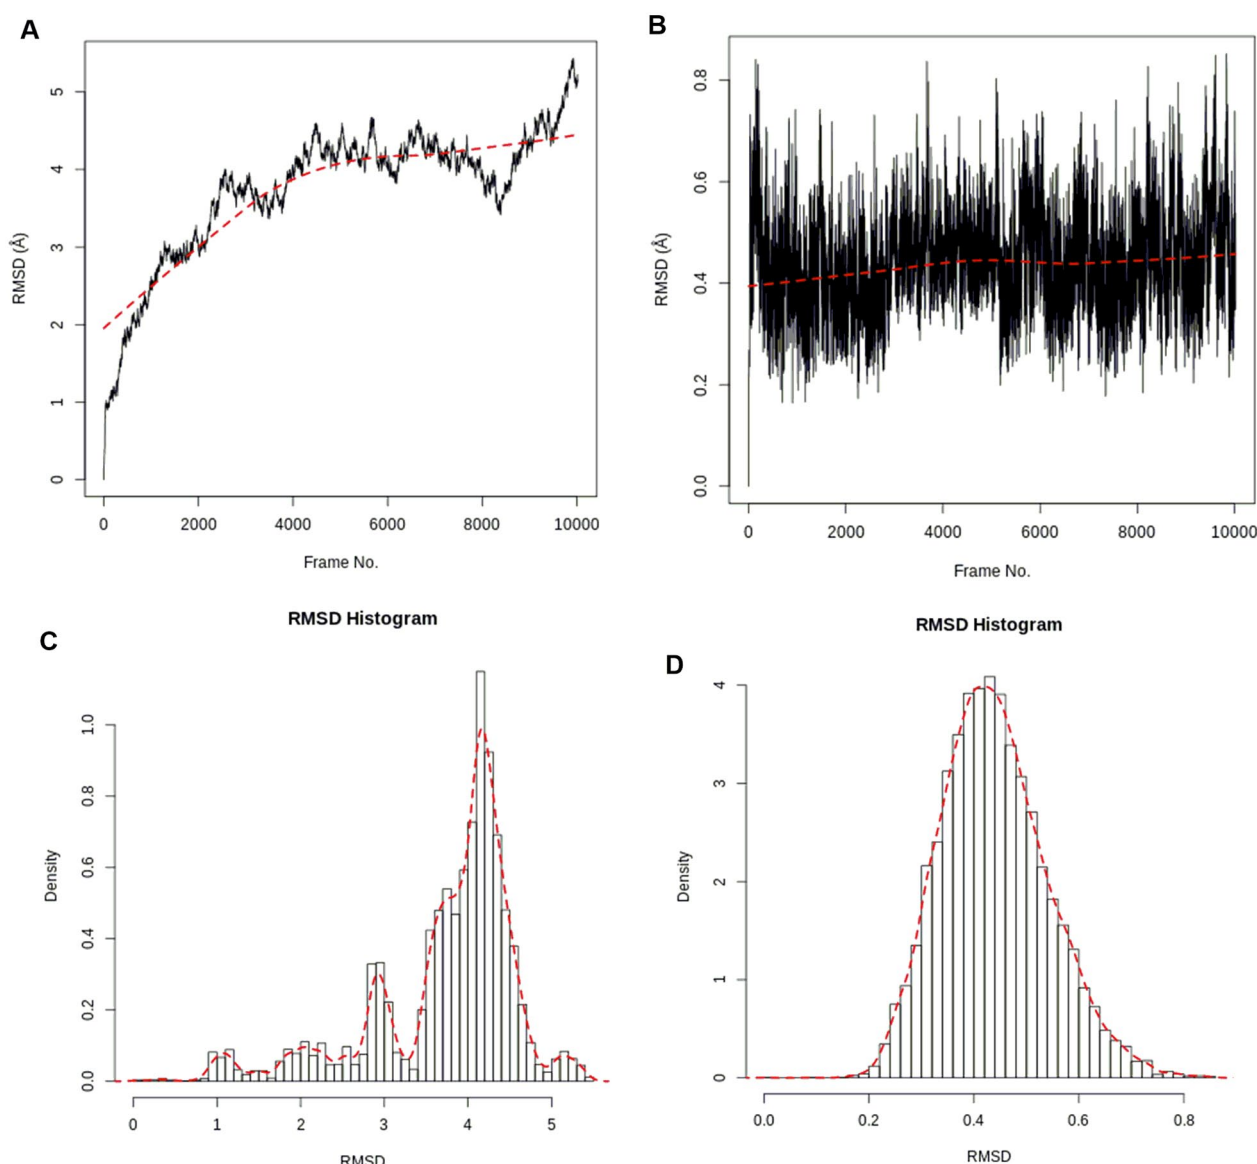 A
RMSD (Å)
5
4
3
2
1
0
0 2000 4000 6000 8000 10000
Frame No.
B
RMSD (Å)
0.8
0.6
0.4
0.2
0.0
0 2000 4000 6000 8000 10000
Frame No.
RMSD Histogram
C
Density
1.0
0.8
0.6
0.4
0.2
0.0
0 1 2 3 4 5
RMSD
RMSD Histogram
D
Density
4
3
2
1
0
0.0 0.2 0.4 0.6 0.8
RMSD